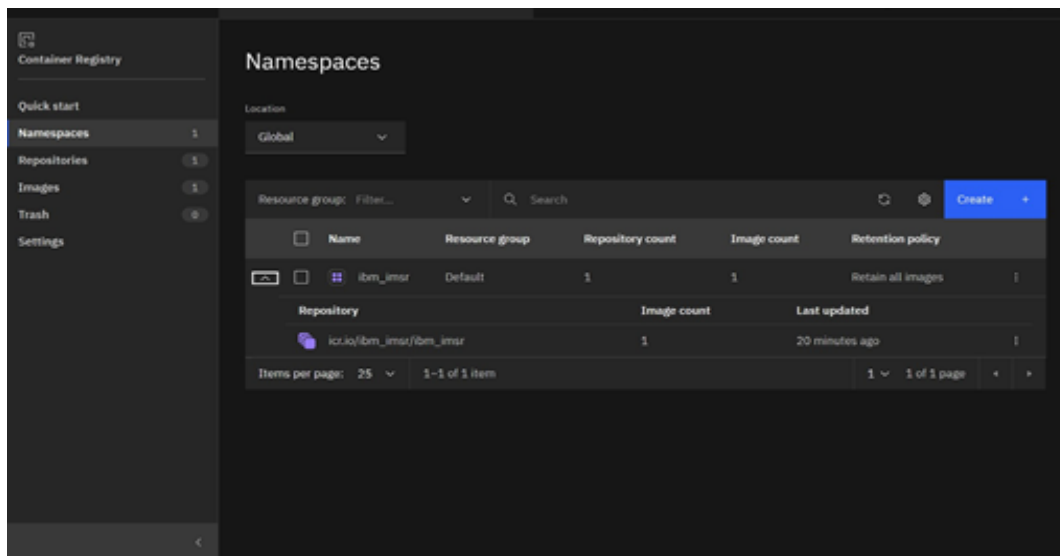 Container Registry
Quick start
Namespaces 1
Repositories 1
Images 1
Trash 0
Settings
Namespaces
Location
Global
Resource group: Filter... Search Create +
Name Resource group Repository count Image count Retention policy
ibm_imsr Default 1 1 Retain all images
Repository Image count Last updated
icr.io/ibm_imsr/ibm_imsr 1 20 minutes ago
Items per page: 25 1–1 of 1 item 1 1 of 1 page